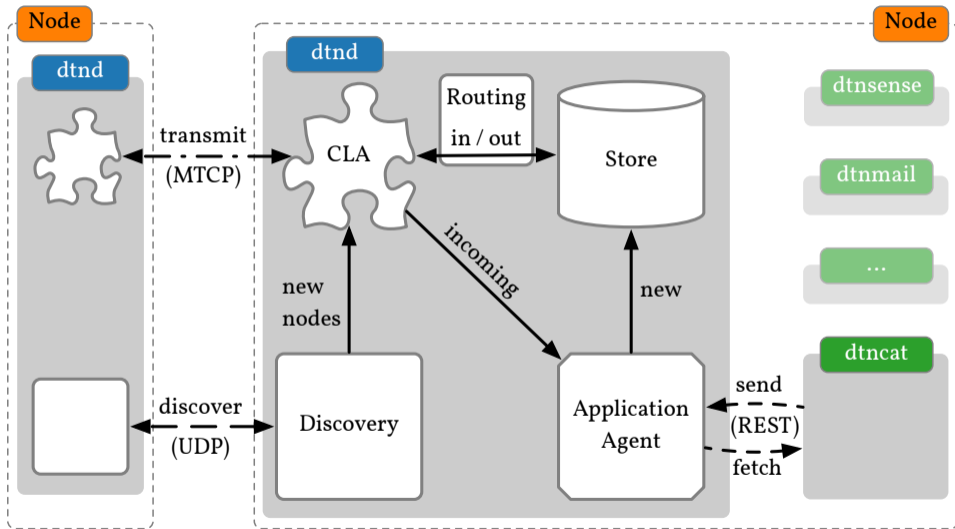 Node
Node
dtnd
dtnd
dtnsense
Routing
in / out
transmit
(MTCP)
CLA
Store
dtnmail
incoming
...
new
nodes
new
dtncat
discover
(UDP)
Discovery
Application
Agent
send
(REST)
fetch